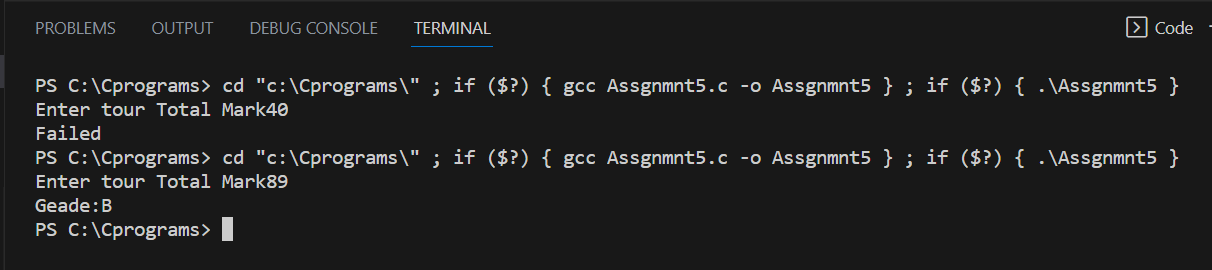 PROBLEMS OUTPUT DEBUG CONSOLE TERMINAL Code
PS C:\Cprograms> cd "c:\Cprograms\" ; if ($?) { gcc Assgnmnt5.c -o Assgnmnt5 } ; if ($?) { .\Assgnmnt5 }
Enter tour Total Mark40
Failed
PS C:\Cprograms> cd "c:\Cprograms\" ; if ($?) { gcc Assgnmnt5.c -o Assgnmnt5 } ; if ($?) { .\Assgnmnt5 }
Enter tour Total Mark89
Geade:B
PS C:\Cprograms>